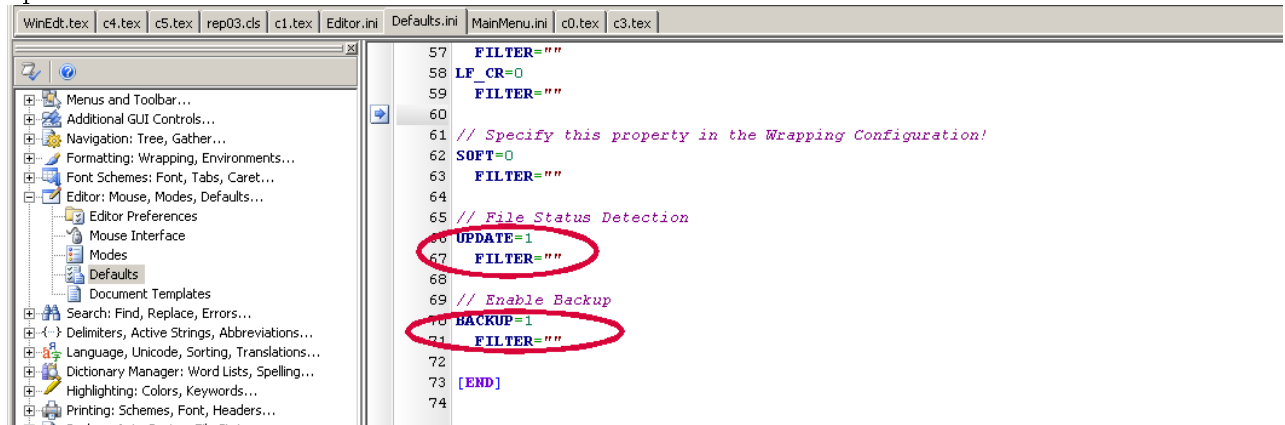 WinEdt.tex c4.tex c5.tex rep03.cls c1.tex Editor.ini Defaults.ini MainMenu.ini c0.tex c3.tex
Menus and Toolbar...
Additional GUI Controls...
Navigation: Tree, Gather...
Formatting: Wrapping, Environments...
Font Schemes: Font, Tabs, Caret...
Editor: Mouse, Modes, Defaults...
Editor Preferences
Mouse Interface
Modes
Defaults
Document Templates
Search: Find, Replace, Errors...
Delimiters, Active Strings, Abbreviations...
Language, Unicode, Sorting, Translations...
Dictionary Manager: Word Lists, Spelling...
Highlighting: Colors, Keywords...
Printing: Schemes, Font, Headers...
57 FILTER=""
58 LF_CR=0
59 FILTER=""
60
61 // Specify this property in the Wrapping Configuration!
62 SOFT=0
63 FILTER=""
64
65 // File Status Detection
66 UPDATE=1
67 FILTER=""
68
69 // Enable Backup
70 BACKUP=1
71 FILTER=""
72
73 [END]
74